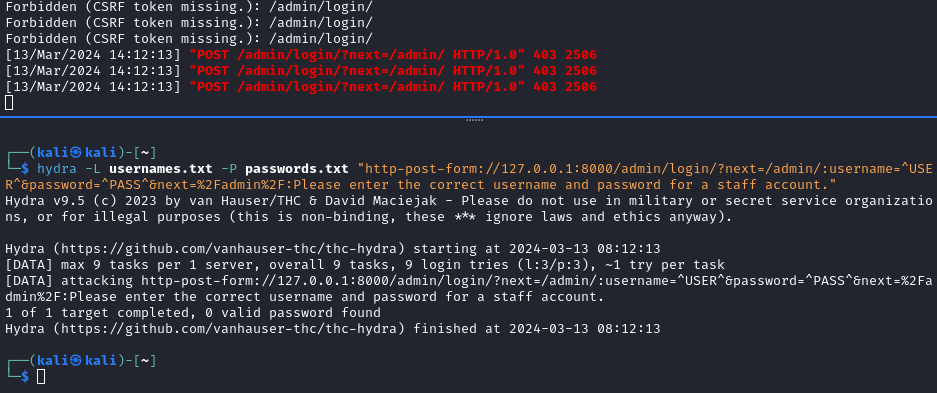 Forbidden (CSRF token missing.): /admin/login/
Forbidden (CSRF token missing.): /admin/login/
Forbidden (CSRF token missing.): /admin/login/
[13/Mar/2024 14:12:13] "POST /admin/login/?next=/admin/ HTTP/1.0" 403 2506
[13/Mar/2024 14:12:13] "POST /admin/login/?next=/admin/ HTTP/1.0" 403 2506
[13/Mar/2024 14:12:13] "POST /admin/login/?next=/admin/ HTTP/1.0" 403 2506
┌──(kali㉿kali)-[~]
└─$ hydra -L usernames.txt -P passwords.txt "http-post-form://127.0.0.1:8000/admin/login/?next=/admin/:username=^USE
R^&password=^PASS^&next=%2Fadmin%2F:Please enter the correct username and password for a staff account."
Hydra v9.5 (c) 2023 by van Hauser/THC & David Maciejak - Please do not use in military or secret service organizatio
ns, or for illegal purposes (this is non-binding, these *** ignore laws and ethics anyway).
Hydra (https://github.com/vanhauser-thc/thc-hydra) starting at 2024-03-13 08:12:13
[DATA] max 9 tasks per 1 server, overall 9 tasks, 9 login tries (l:3/p:3), ~1 try per task
[DATA] attacking http-post-form://127.0.0.1:8000/admin/login/?next=/admin/:username=^USER^&password=^PASS^&next=%2Fa
dmin%2F:Please enter the correct username and password for a staff account.
1 of 1 target completed, 0 valid password found
Hydra (https://github.com/vanhauser-thc/thc-hydra) finished at 2024-03-13 08:12:13
┌──(kali㉿kali)-[~]
└─$